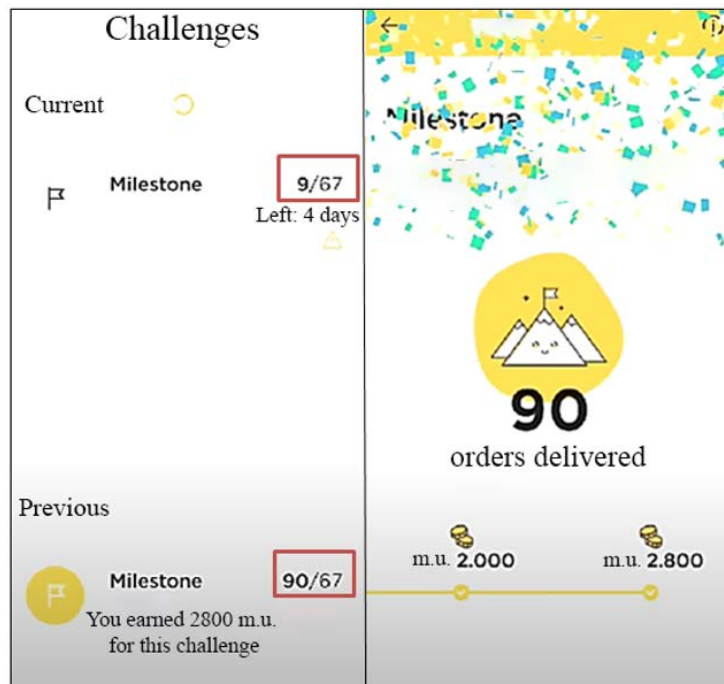 Challenges
Current
Milestone 9/67
Left: 4 days
Previous
Milestone 90/67
You earned 2800 m.u.
for this challenge
Milestone
90
orders delivered
m.u. 2.000 m.u. 2.800